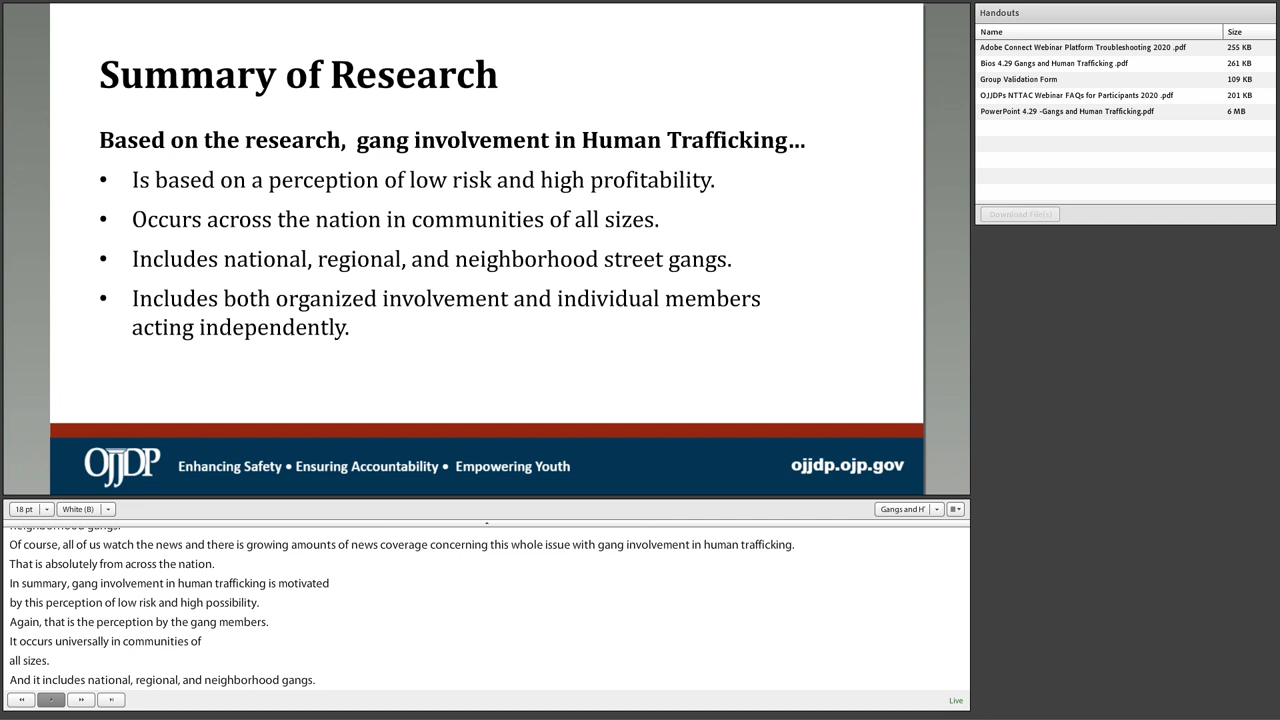 Summary of Research
Based on the research,  gang involvement in Human Trafficking...
• Is based on a perception of low risk and high profitability.
• Occurs across the nation in communities of all sizes.
• Includes national, regional, and neighborhood street gangs.
• Includes both organized involvement and individual members
acting independently.
OJJDP
Enhancing Safety • Ensuring Accountability • Empowering Youth
ojjdp.ojp.gov
Handouts
Name Size
Adobe Connect Webinar Platform Troubleshooting 2020 .pdf 255 KB
Bios 4.29 Gangs and Human Trafficking .pdf 261 KB
Group Validation Form 109 KB
OJJDPs NTTAC Webinar FAQs for Participants 2020 .pdf 201 KB
PowerPoint 4.29 -Gangs and Human Trafficking.pdf 6 MB
Download File(s)
18 pt White (B) Gangs and H
neighborhood gangs.
Of course, all of us watch the news and there is growing amounts of news coverage concerning this whole issue with gang involvement in human trafficking.
That is absolutely from across the nation.
In summary, gang involvement in human trafficking is motivated
by this perception of low risk and high possibility.
Again, that is the perception by the gang members.
It occurs universally in communities of
all sizes.
And it includes national, regional, and neighborhood gangs.
Live